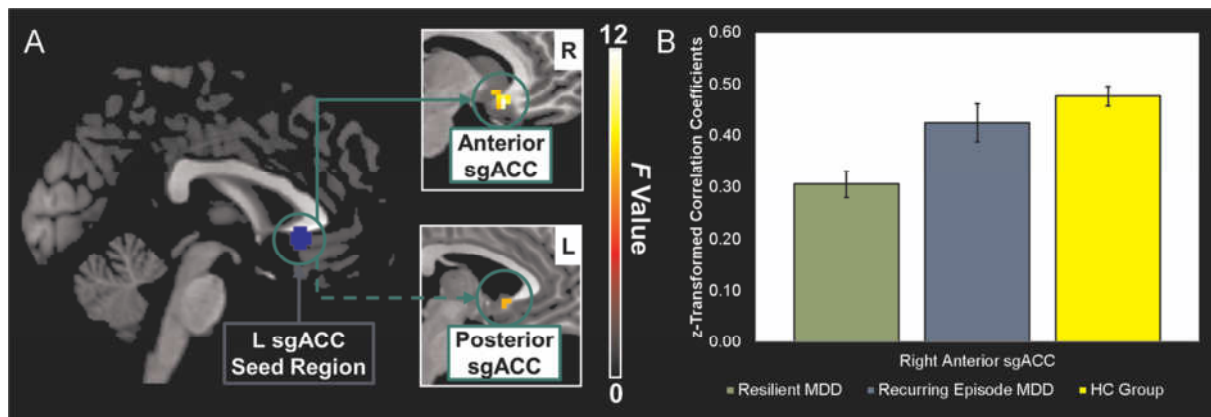 A
R
Anterior
sgACC
L
Posterior
sgACC
L sgACC
Seed Region
12
F Value
0
B
z-Transformed Correlation Coefficients
0.60
0.50
0.40
0.30
0.20
0.10
0.00
Right Anterior sgACC
Resilient MDD Recurring Episode MDD HC Group